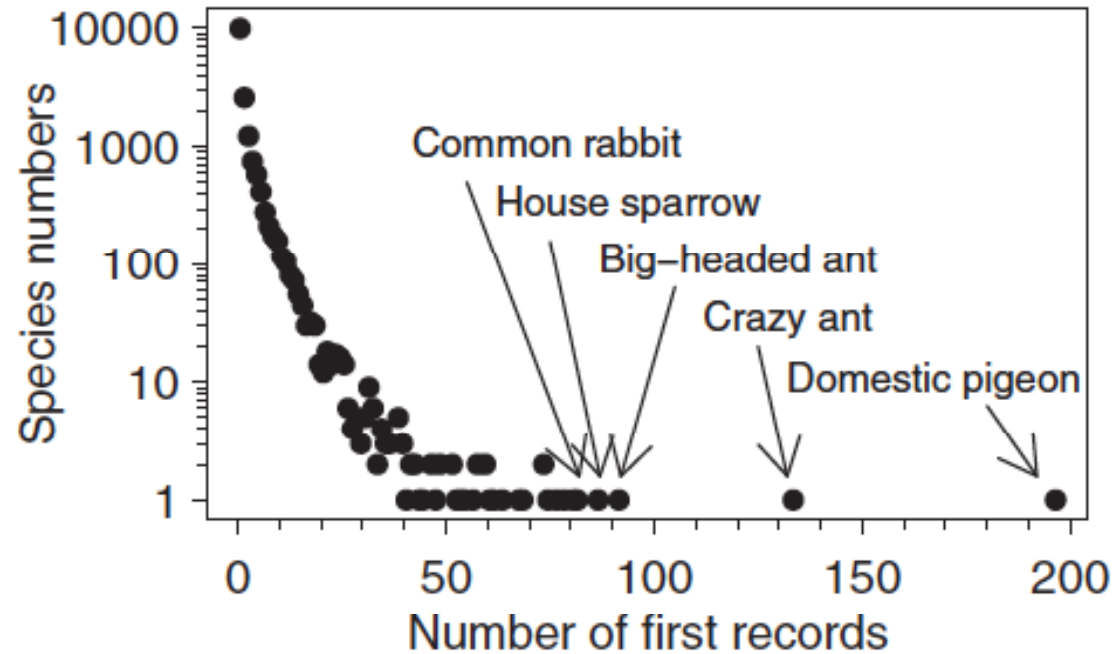 10000
1000
100
10
1
Species numbers
Common rabbit
House sparrow
Big–headed ant
Crazy ant
Domestic pigeon
0 50 100 150 200
Number of first records